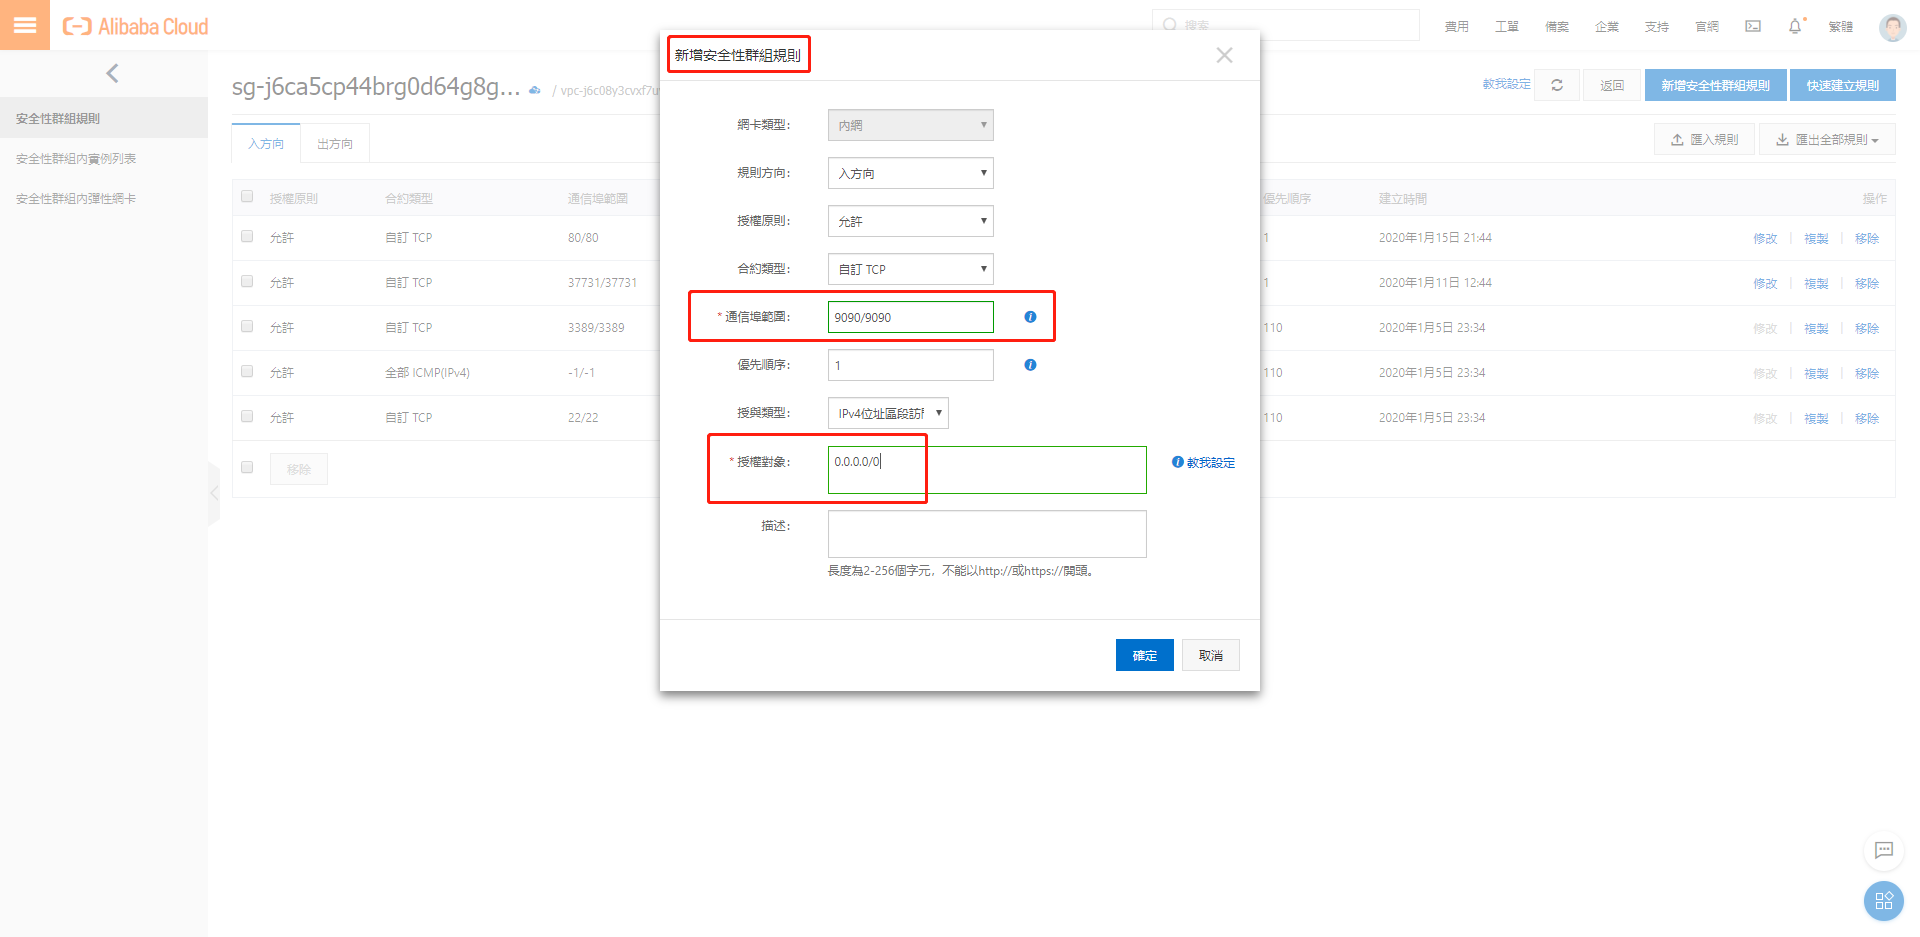 Alibaba Cloud
搜索
費用
工單
備案
企業
支持
官網
繁體
安全性群組規則
安全性群組內實例列表
安全性群組內彈性網卡
sg-j6ca5cp44brg0d64g8g...
/ vpc-j6c08y3cvxf7u
教我設定
返回
新增安全性群組規則
快速建立規則
入方向
出方向
匯入規則
匯出全部規則
授權原則 合約類型 通信埠範圍 優先順序 建立時間 操作
允許 自訂 TCP 80/80 1 2020年1月15日 21:44 修改 | 複製 | 移除
允許 自訂 TCP 37731/37731 1 2020年1月11日 12:44 修改 | 複製 | 移除
允許 自訂 TCP 3389/3389 110 2020年1月5日 23:34 修改 | 複製 | 移除
允許 全部 ICMP(IPv4) -1/-1 110 2020年1月5日 23:34 修改 | 複製 | 移除
允許 自訂 TCP 22/22 110 2020年1月5日 23:34 修改 | 複製 | 移除
移除
新增安全性群組規則
網卡類型: 內網
規則方向: 入方向
授權原則: 允許
合約類型: 自訂 TCP
* 通信埠範圍: 9090/9090
優先順序: 1
授與類型: IPv4位址區段訪
* 授權對象: 0.0.0.0/0
教我設定
描述:
長度為2-256個字元，不能以http://或https://開頭。
確定
取消